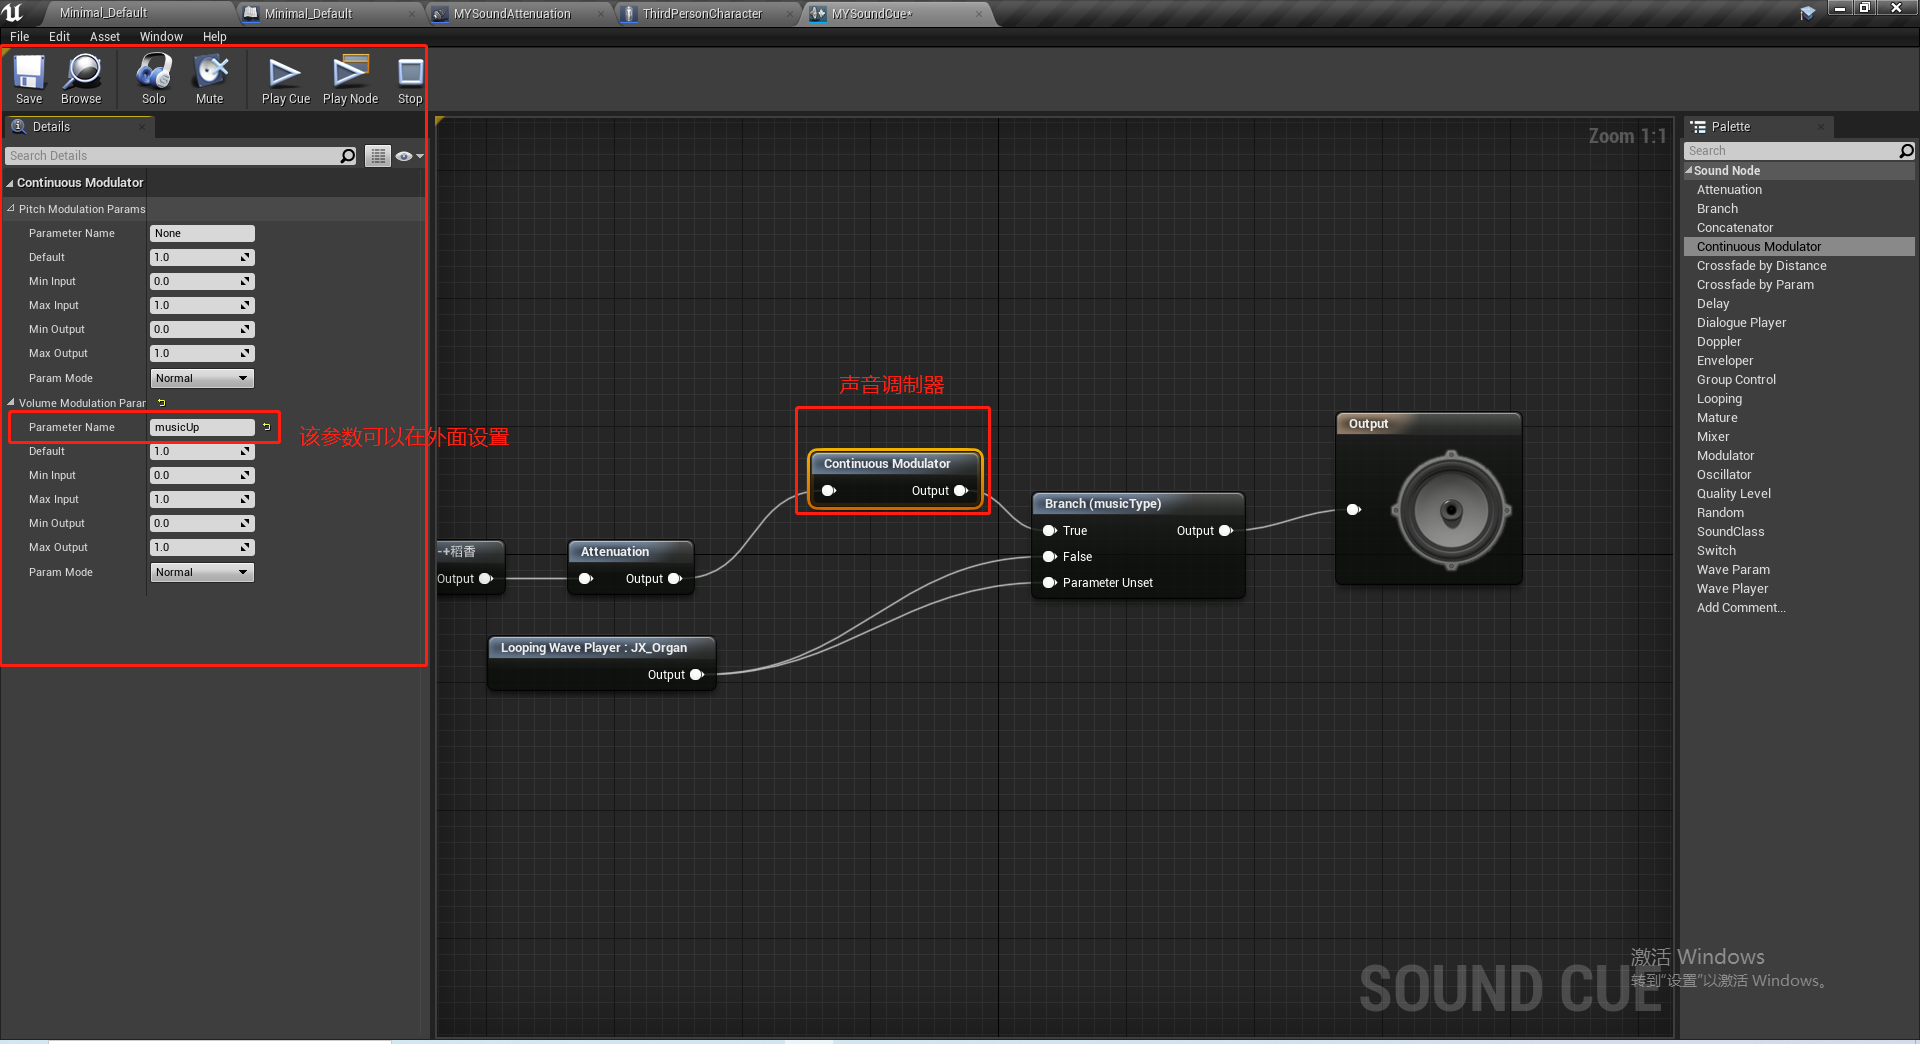 Minimal_Default
Minimal_Default
MYSoundAttenuation
ThirdPersonCharacter
MYSoundCue*
File Edit Asset Window Help
Save Browse Solo Mute Play Cue Play Node Stop
Details
Search Details
Continuous Modulator
Pitch Modulation Params
Parameter Name None
Default 1.0
Min Input 0.0
Max Input 1.0
Min Output 0.0
Max Output 1.0
Param Mode Normal
Volume Modulation Parar
Parameter Name musicUp
Default 1.0
Min Input 0.0
Max Input 1.0
Min Output 0.0
Max Output 1.0
Param Mode Normal
该参数可以在外面设置
Zoom 1:1
声音调制器
Continuous Modulator
Output
-+稻香
Output
Attenuation
Output
Looping Wave Player : JX_Organ
Output
Branch (musicType)
True Output
False
Parameter Unset
Output
SOUND CUE
Palette
Search
Sound Node
Attenuation
Branch
Concatenator
Continuous Modulator
Crossfade by Distance
Crossfade by Param
Delay
Dialogue Player
Doppler
Enveloper
Group Control
Looping
Mature
Mixer
Modulator
Oscillator
Quality Level
Random
SoundClass
Switch
Wave Param
Wave Player
Add Comment...
激活 Windows
转到"设置"以激活 Windows。